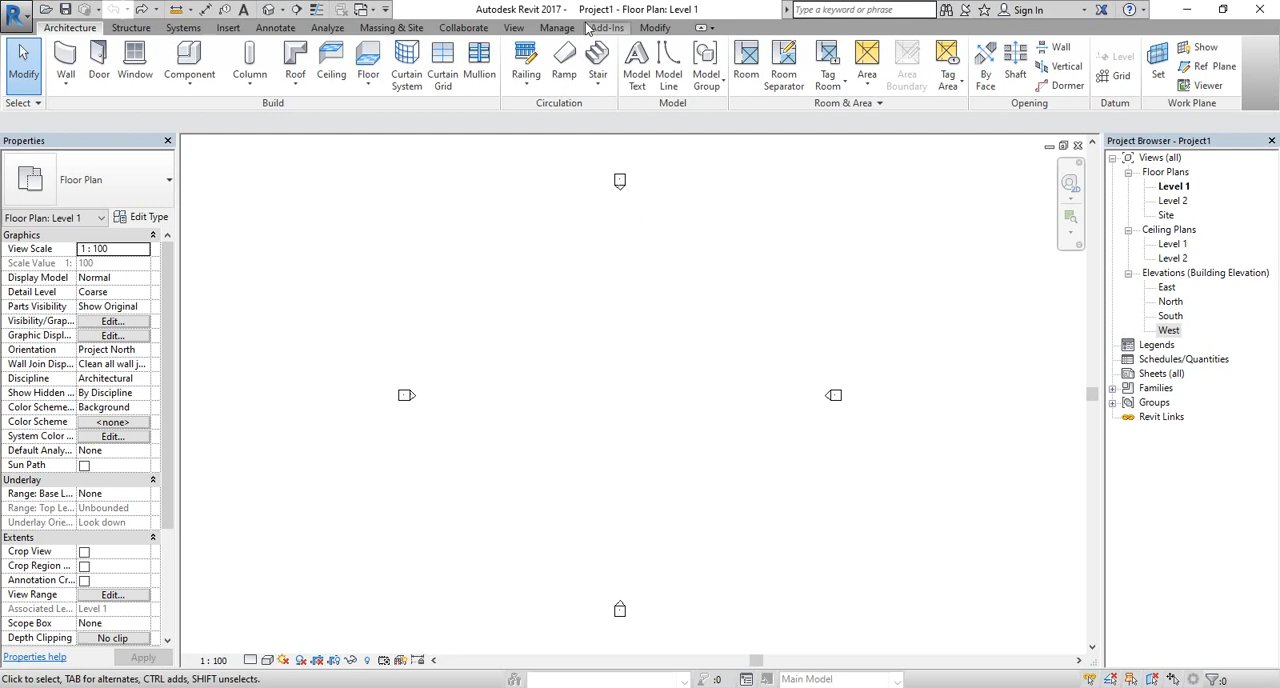 Autodesk Revit 2017 - Project1 - Floor Plan: Level 1
Type a keyword or phrase
Sign In
Architecture Structure Systems Insert Annotate Analyze Massing & Site Collaborate View Manage Add-Ins Modify
Modify Wall Door Window Component Column Roof Ceiling Floor Curtain System Curtain Grid Mullion Railing Ramp Stair Model Text Model Line Model Group Room Room Separator Tag Room Area Area Boundary Tag Area By Face Shaft Wall Vertical Dormer Level Grid Set Show Ref Plane Viewer
Select Build Circulation Model Room & Area Opening Datum Work Plane
Properties
Floor Plan
Floor Plan: Level 1 Edit Type
Graphics
View Scale 1 : 100
Scale Value 1: 100
Display Model Normal
Detail Level Coarse
Parts Visibility Show Original
Visibility/Grap... Edit...
Graphic Displ... Edit...
Orientation Project North
Wall Join Disp... Clean all wall j...
Discipline Architectural
Show Hidden ... By Discipline
Color Scheme... Background
Color Scheme <none>
System Color ... Edit...
Default Analy... None
Sun Path
Underlay
Range: Base L... None
Range: Top Le... Unbounded
Underlay Orie... Look down
Extents
Crop View
Crop Region ...
Annotation Cr...
View Range Edit...
Associated Le... Level 1
Scope Box None
Depth Clipping No clip
Properties help Apply
2D
Project Browser - Project1
Views (all)
Floor Plans
Level 1
Level 2
Site
Ceiling Plans
Level 1
Level 2
Elevations (Building Elevation)
East
North
South
West
Legends
Schedules/Quantities
Sheets (all)
Families
Groups
Revit Links
1 : 100
Click to select, TAB for alternates, CTRL adds, SHIFT unselects.
:0
Main Model
:0